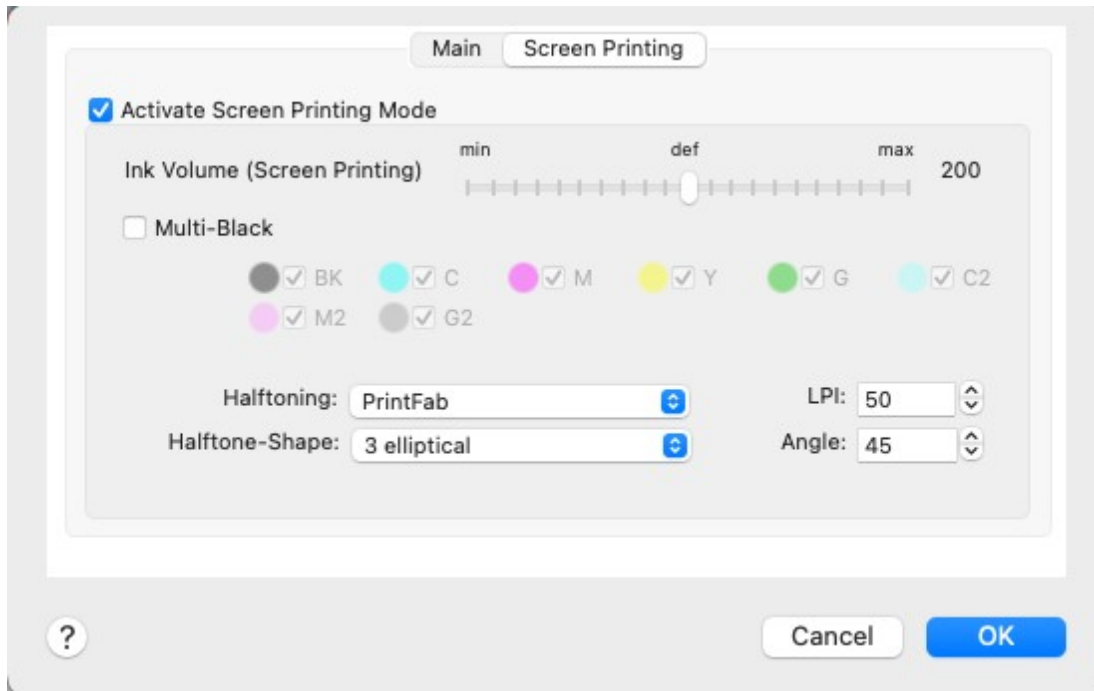 Main Screen Printing
Activate Screen Printing Mode
min def max
Ink Volume (Screen Printing) 200
Multi-Black
BK C M Y G C2
M2 G2
Halftoning: PrintFab LPI: 50
Halftone-Shape: 3 elliptical Angle: 45
? Cancel OK